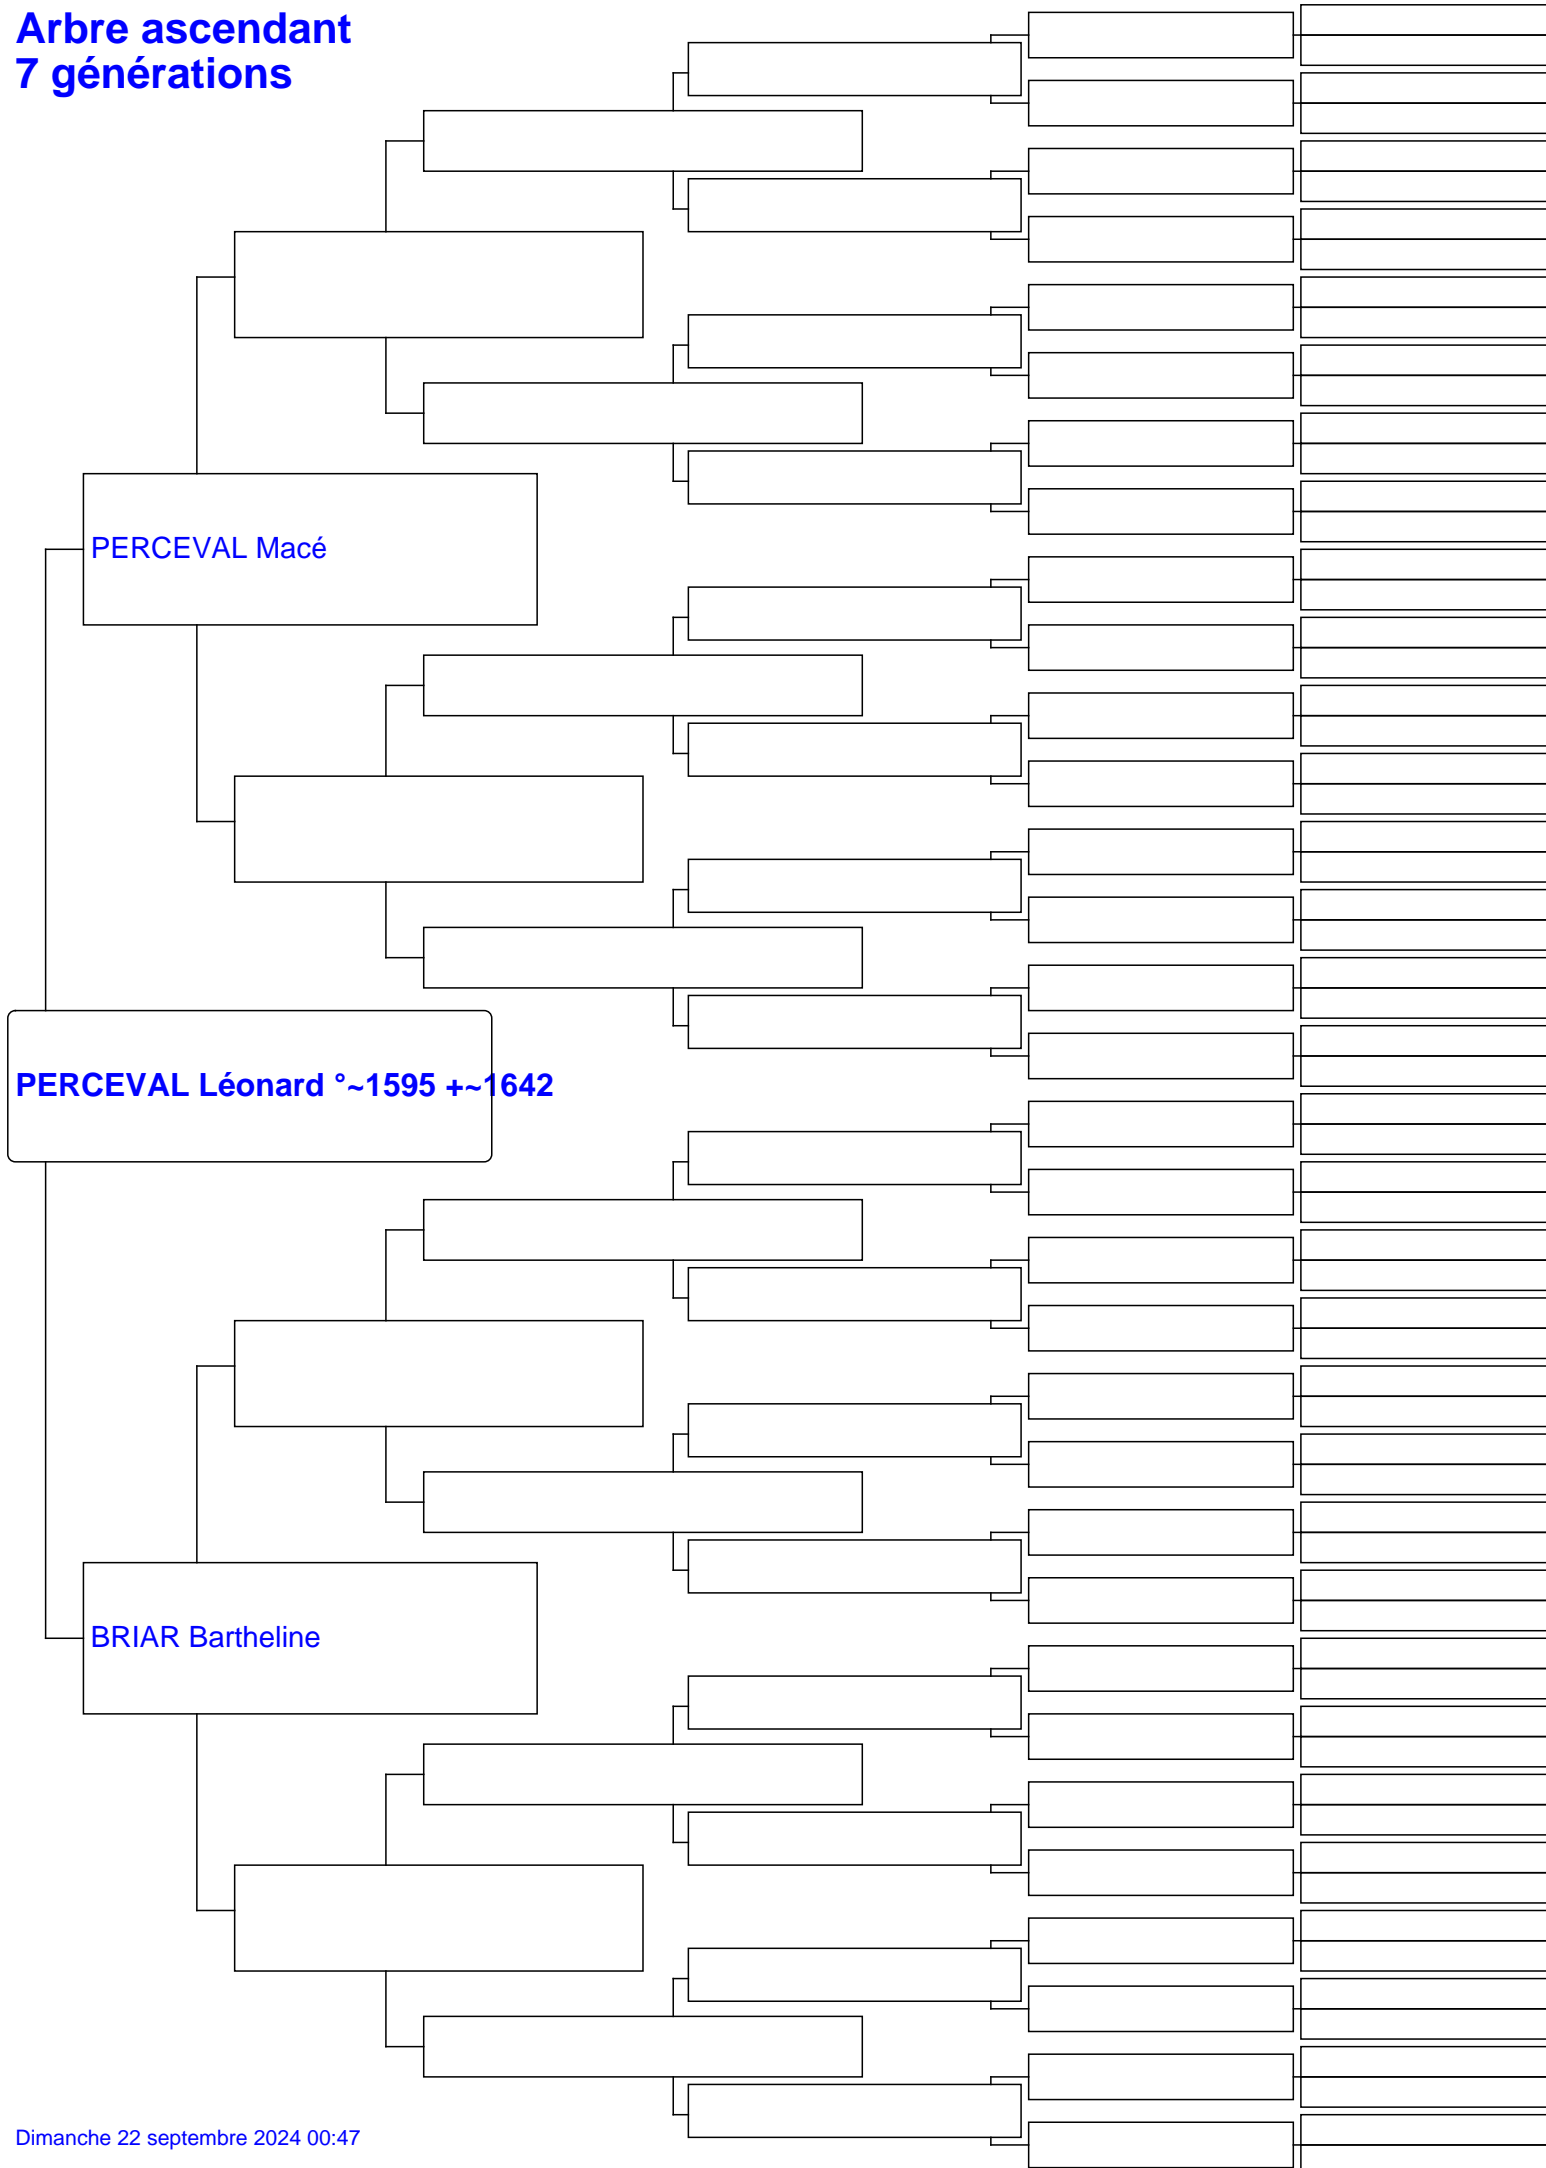 Arbre ascendant
7 générations
PERCEVAL Macé
PERCEVAL Léonard °~1595 +~1642
BRIAR Bartheline
Dimanche 22 septembre 2024 00:47